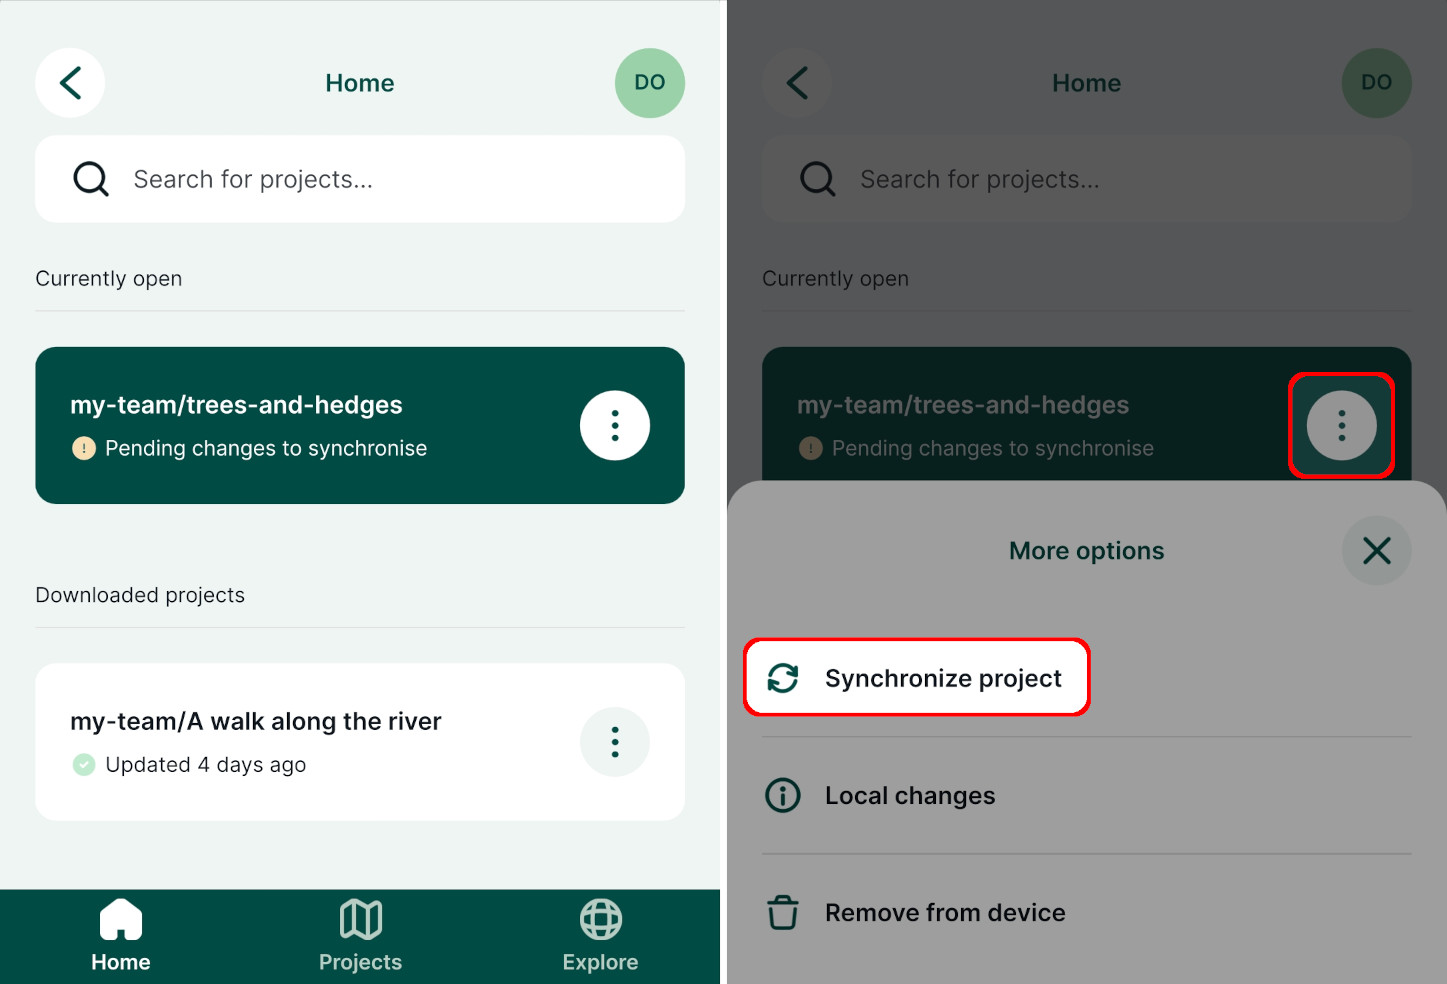 Home
DO
Search for projects...
Currently open
my-team/trees-and-hedges
! Pending changes to synchronise
Downloaded projects
my-team/A walk along the river
Updated 4 days ago
Home
Projects
Explore
Home
DO
Search for projects...
Currently open
my-team/trees-and-hedges
! Pending changes to synchronise
More options
Synchronize project
Local changes
Remove from device